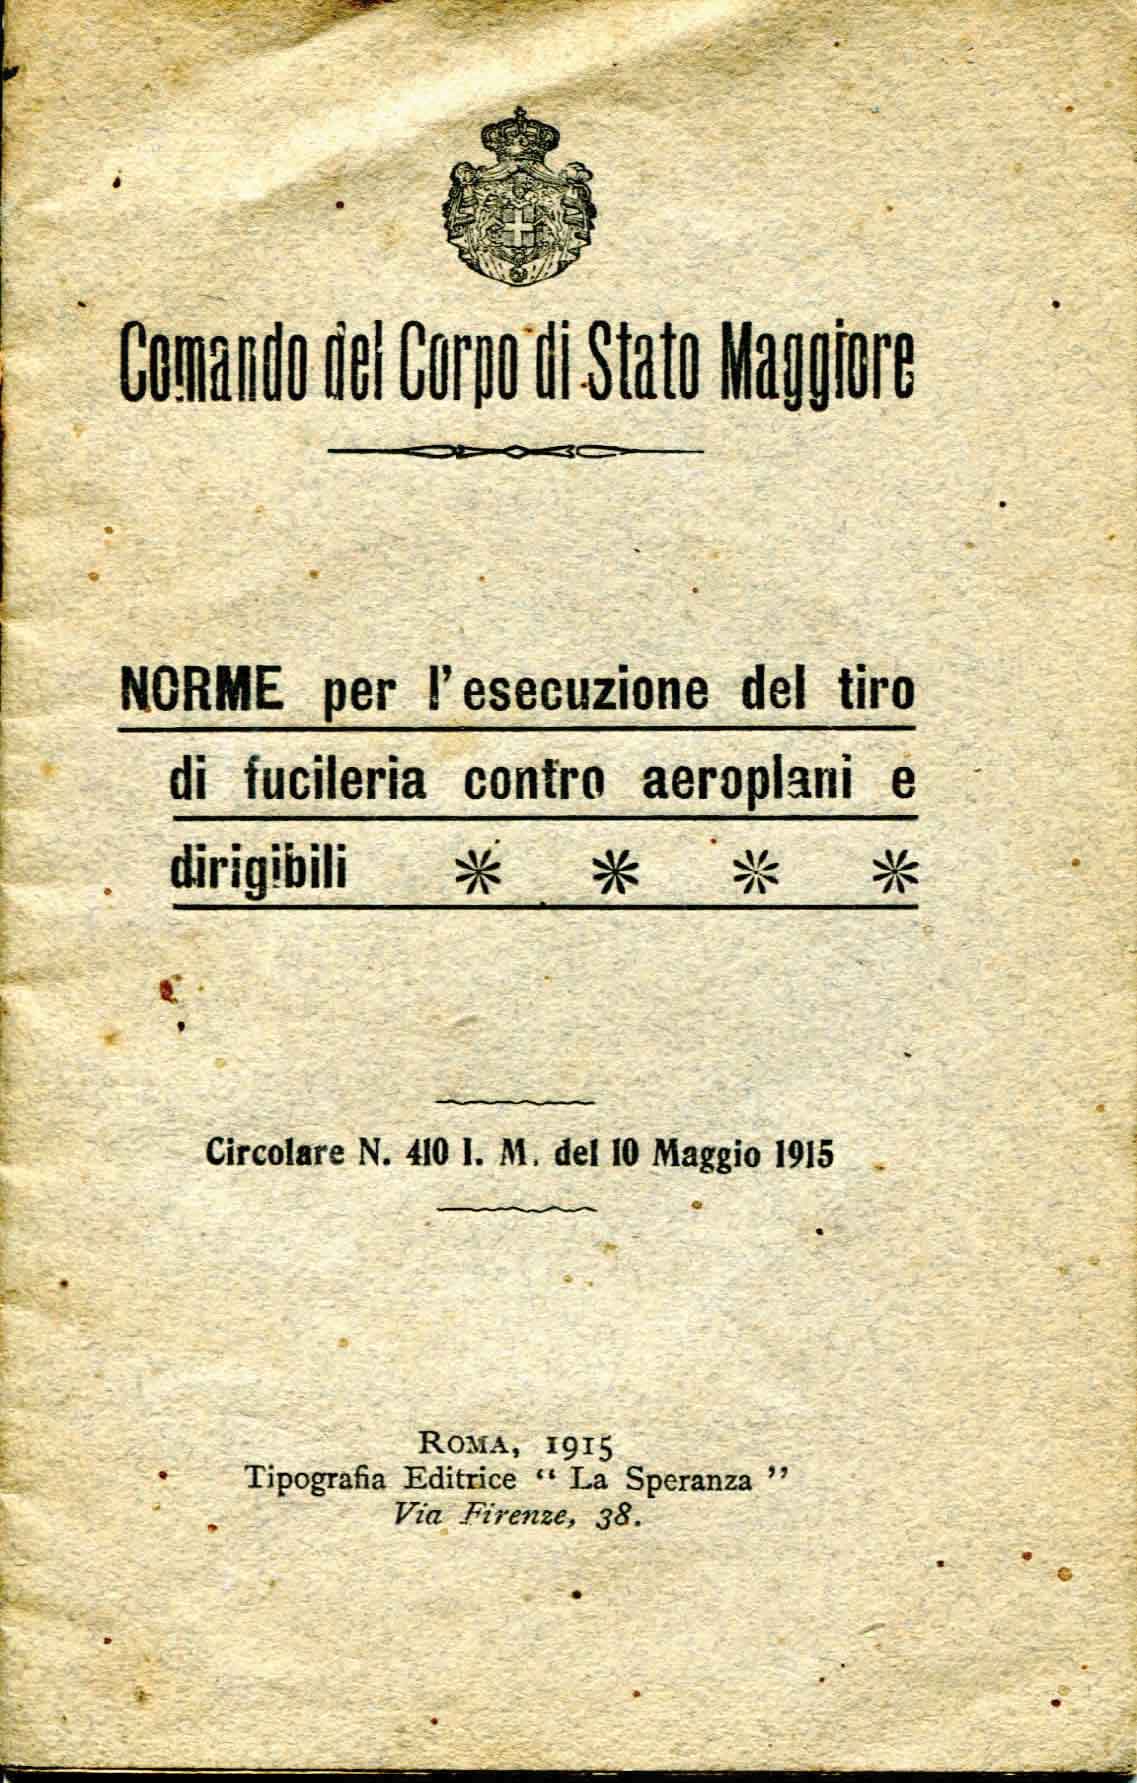 Comando del Corpo di Stato Maggiore
NORME per l'esecuzione del tiro
di fucileria contro aeroplani e
dirigibili * * * *
Circolare N. 410 I. M. del 10 Maggio 1915
ROMA, 1915
Tipografia Editrice “ La Speranza ”
Via Firenze, 38.